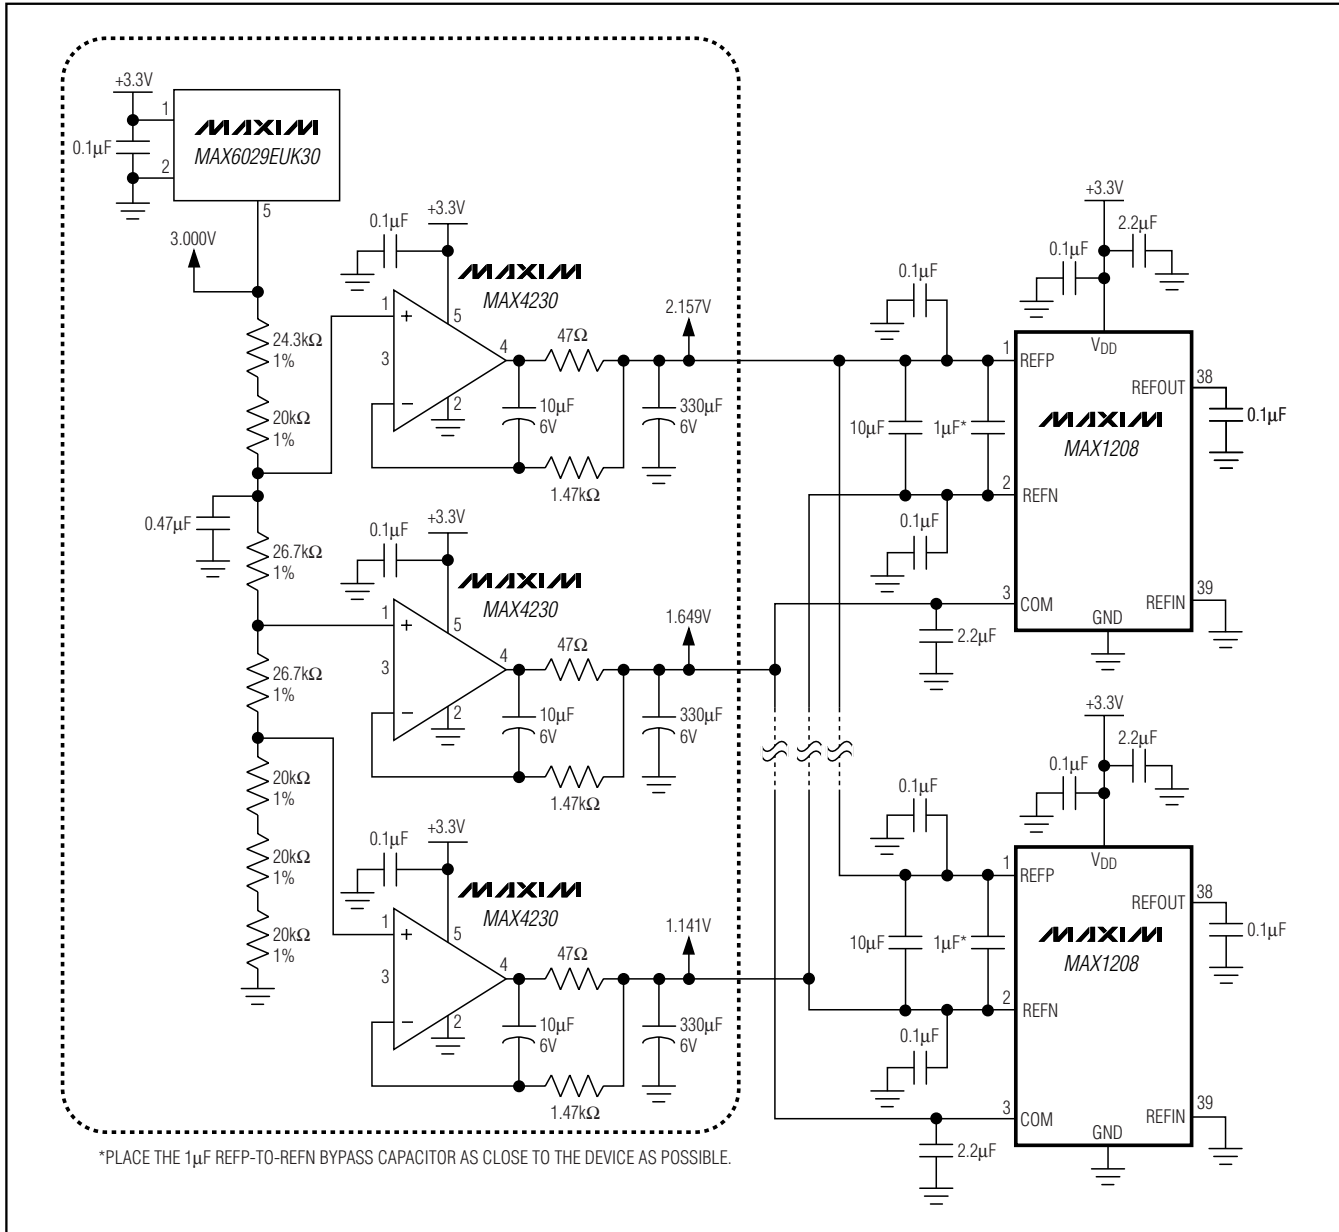 +3.3V
1
0.1µF
2
MAXIM
MAX6029EUK30
5
3.000V
24.3kΩ
1%
20kΩ
1%
0.47µF
26.7kΩ
1%
26.7kΩ
1%
20kΩ
1%
20kΩ
1%
20kΩ
1%
0.1µF
+3.3V
MAXIM
MAX4230
1
+
5
3
4
−
2
47Ω
10µF
6V
1.47kΩ
330µF
6V
2.157V
0.1µF
+3.3V
MAXIM
MAX4230
1
+
5
3
4
−
2
47Ω
10µF
6V
1.47kΩ
330µF
6V
1.649V
0.1µF
+3.3V
MAXIM
MAX4230
1
+
5
3
4
−
2
47Ω
10µF
6V
1.47kΩ
330µF
6V
1.141V
+3.3V
2.2µF
0.1µF
0.1µF
VDD
1
REFP
REFOUT
38
0.1µF
10µF
1µF*
MAXIM
MAX1208
2
REFN
0.1µF
3
COM
2.2µF
GND
REFIN
39
+3.3V
2.2µF
0.1µF
0.1µF
VDD
1
REFP
REFOUT
38
0.1µF
10µF
1µF*
MAXIM
MAX1208
2
REFN
0.1µF
3
COM
2.2µF
GND
REFIN
39
*PLACE THE 1µF REFP-TO-REFN BYPASS CAPACITOR AS CLOSE TO THE DEVICE AS POSSIBLE.